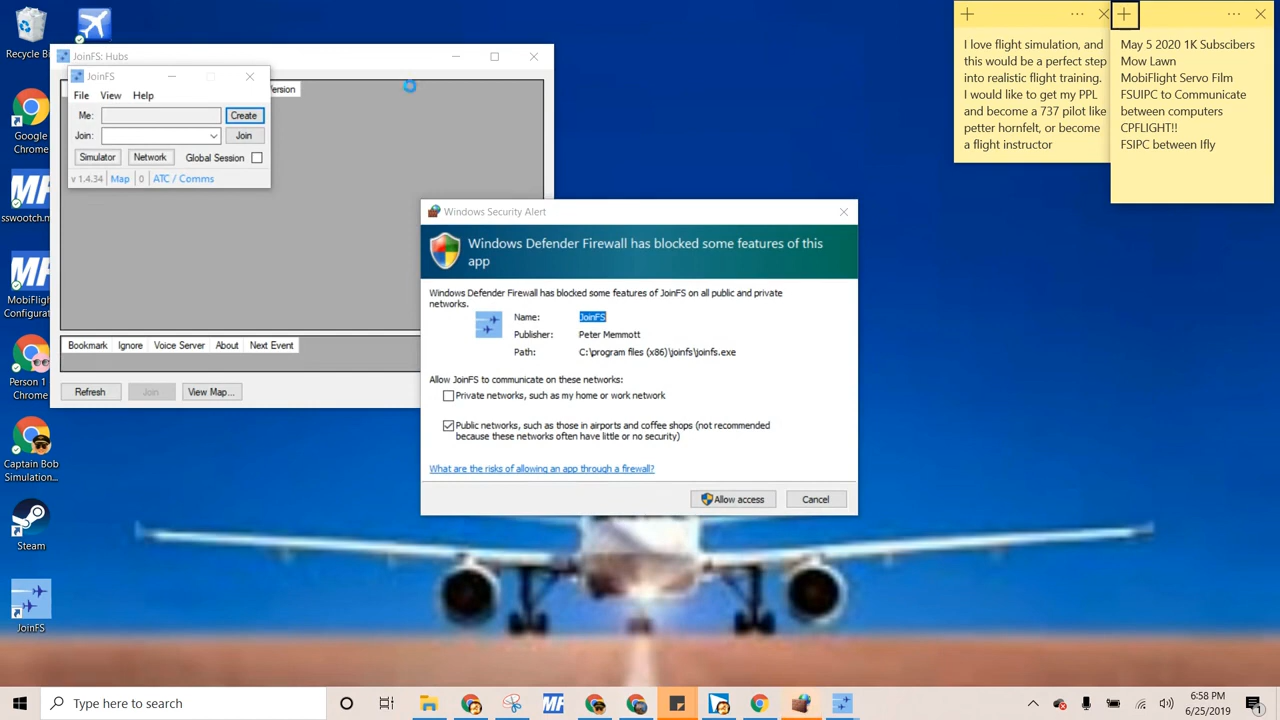 Recycle Bin
Google
Chrome
sswootch.m
MobiFlight
Configurat
Person 1
Chrome
Captain Bob
Simulation...
Steam
JoinFS
JoinFS: Hubs
ersion
JoinFS
File View Help
Me: Create
Join: Join
Simulator Network Global Session
v 1.4.34 Map 0 ATC / Comms
Bookmark Ignore Voice Server About Next Event
Refresh Join View Map...
Windows Security Alert
Windows Defender Firewall has blocked some features of this
app
Windows Defender Firewall has blocked some features of JoinFS on all public and private
networks.
Name: JoinFS
Publisher: Peter Memmott
Path: C:\program files (x86)\joinfs\joinfs.exe
Allow JoinFS to communicate on these networks:
Private networks, such as my home or work network
Public networks, such as those in airports and coffee shops (not recommended
because these networks often have little or no security)
What are the risks of allowing an app through a firewall?
Allow access Cancel
I love flight simulation, and
this would be a perfect step
into realistic flight training.
I would like to get my PPL
and become a 737 pilot like
petter hornfelt, or become
a flight instructor
May 5 2020 1K Subscibers
Mow Lawn
MobiFlight Servo Film
FSUIPC to Communicate
between computers
CPFLIGHT!!
FSIPC between Ifly
Type here to search
MF
6:58 PM
6/25/2019
1